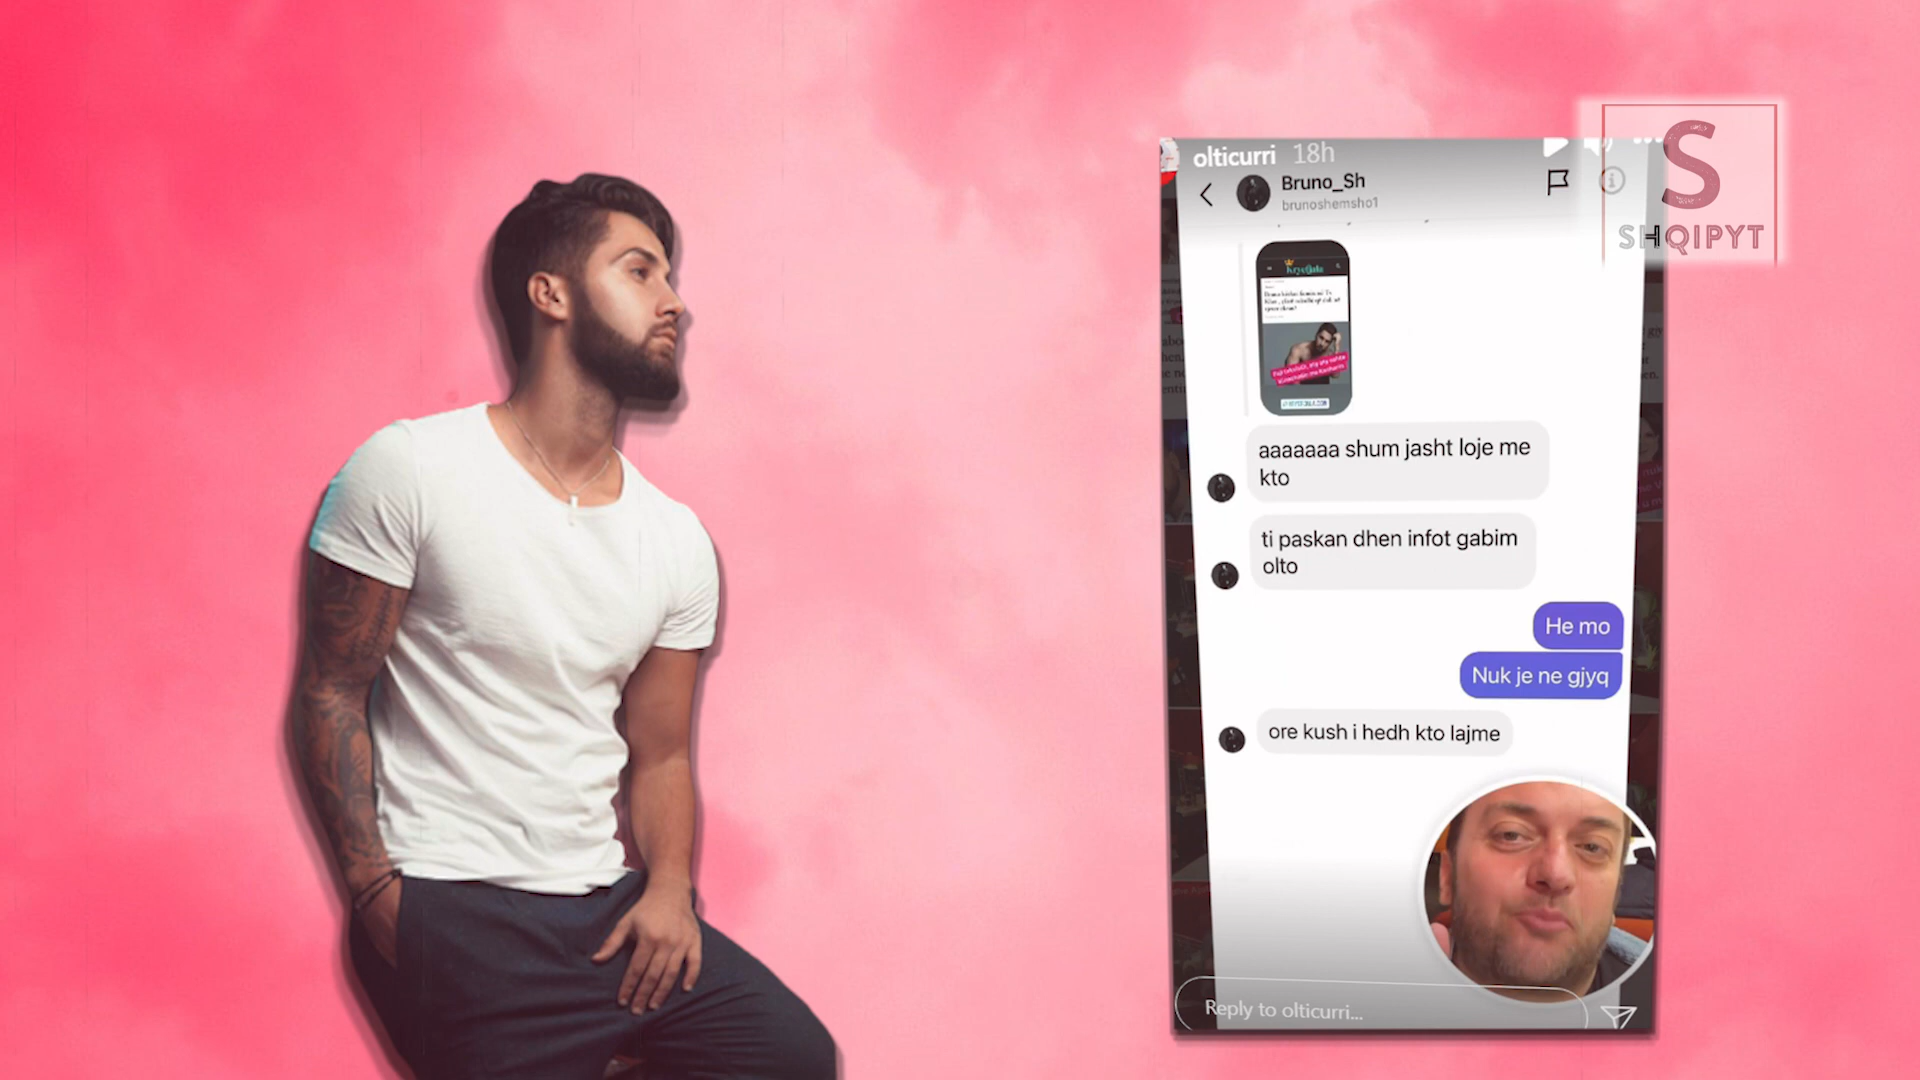 S
SHQIPYT
olticurri 18h
Bruno_Sh
brunoshemsho1
Kryefjala
aaaaaaa shum jasht loje me
kto
ti paskan dhen infot gabim
olto
He mo
Nuk je ne gjyq
ore kush i hedh kto lajme
Reply to olticurri...